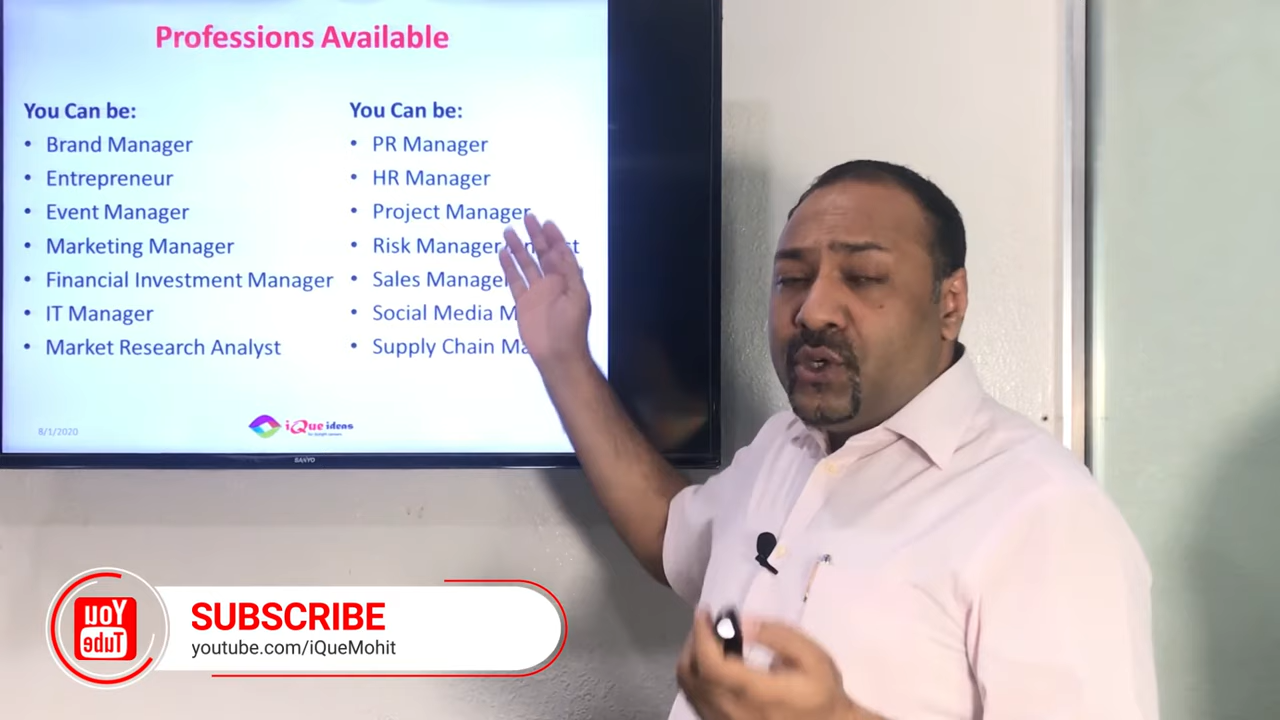 Professions Available
You Can be:
Brand Manager
Entrepreneur
Event Manager
Marketing Manager
Financial Investment Manager
IT Manager
Market Research Analyst
You Can be:
PR Manager
HR Manager
Project Manager
Risk Manager
Sales Manager
Social Media
Supply Chain
8/1/2020
iQue ideas
SANYO
You
Tube
SUBSCRIBE
youtube.com/iQueMohit